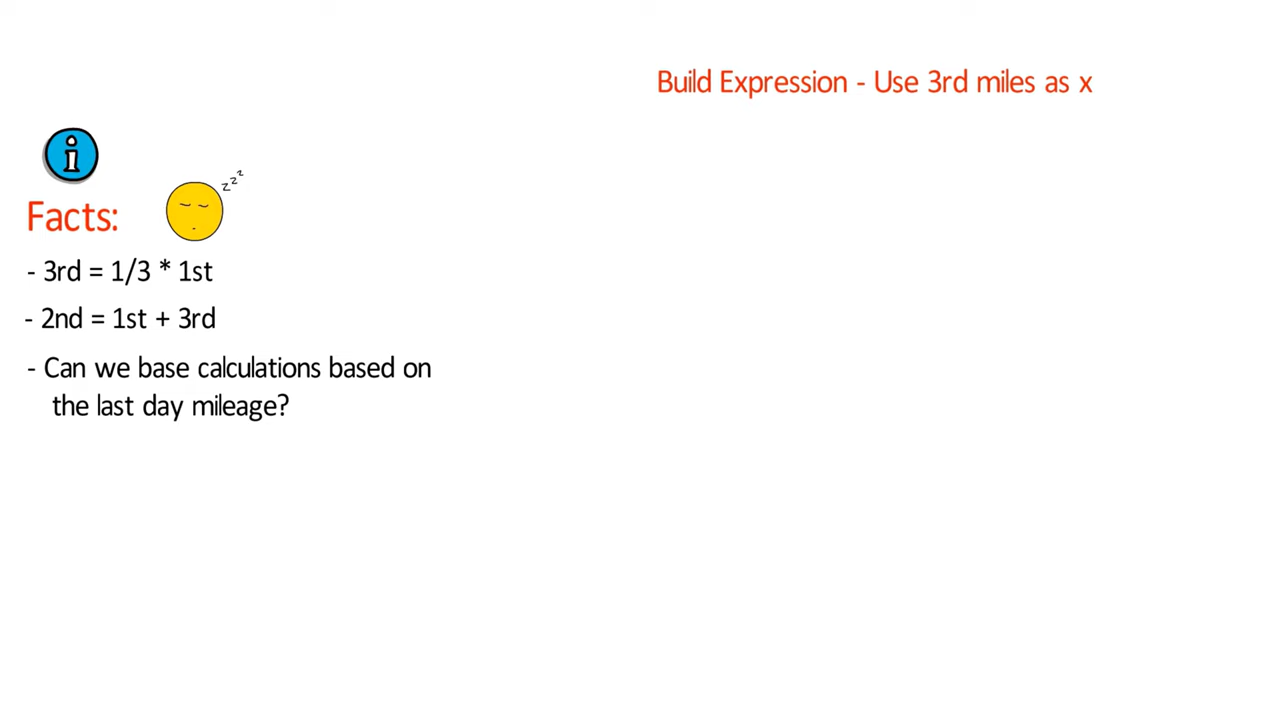 Build Expression - Use 3rd miles as x
i
Facts:
z z z
- 3rd = 1/3 * 1st
- 2nd = 1st + 3rd
- Can we base calculations based on
the last day mileage?